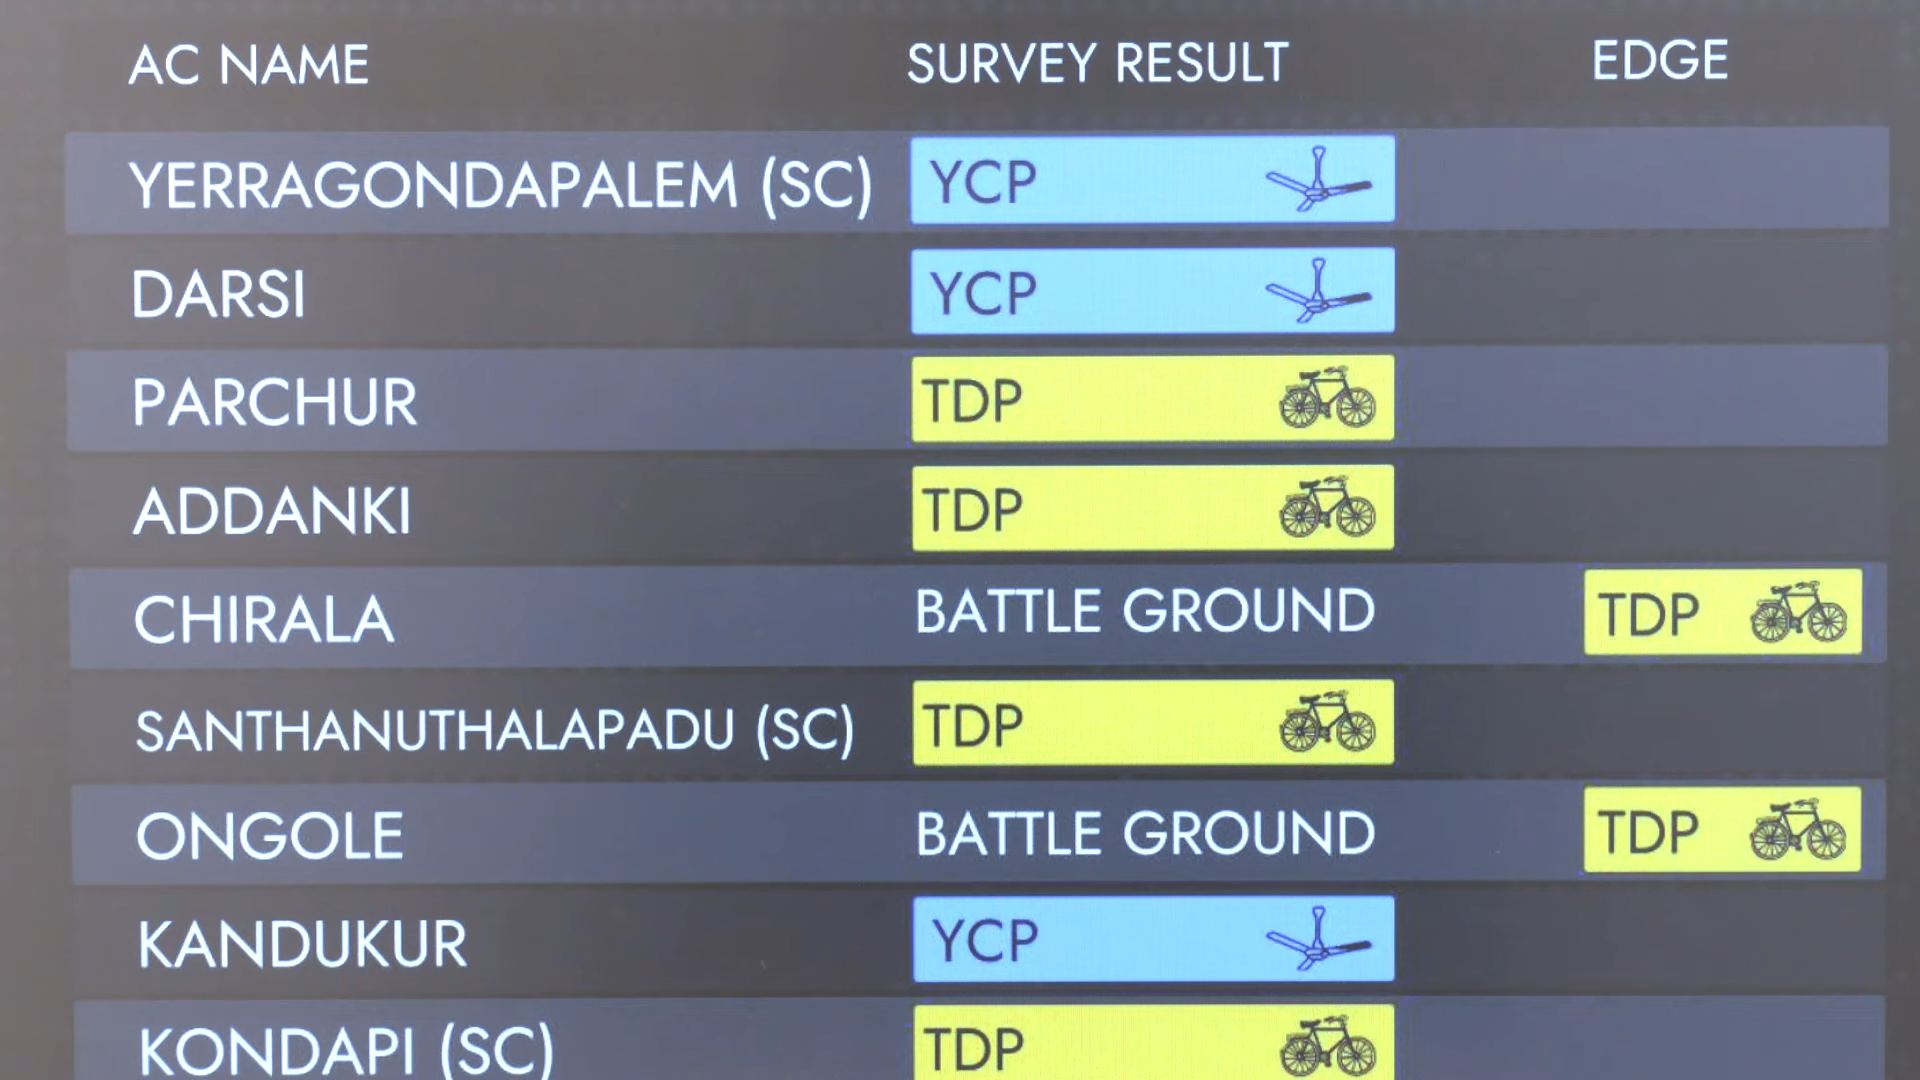 AC NAME SURVEY RESULT EDGE
YERRAGONDAPALEM (SC) YCP
DARSI YCP
PARCHUR TDP
ADDANKI TDP
CHIRALA BATTLE GROUND TDP
SANTHANUTHALAPADU (SC) TDP
ONGOLE BATTLE GROUND TDP
KANDUKUR YCP
KONDAPI (SC) TDP